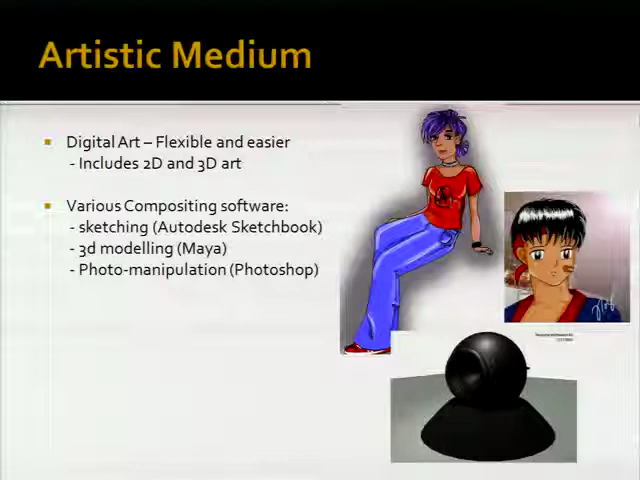 Artistic Medium
Digital Art – Flexible and easier
- Includes 2D and 3D art
Various Compositing software:
- sketching (Autodesk Sketchbook)
- 3d modelling (Maya)
- Photo-manipulation (Photoshop)